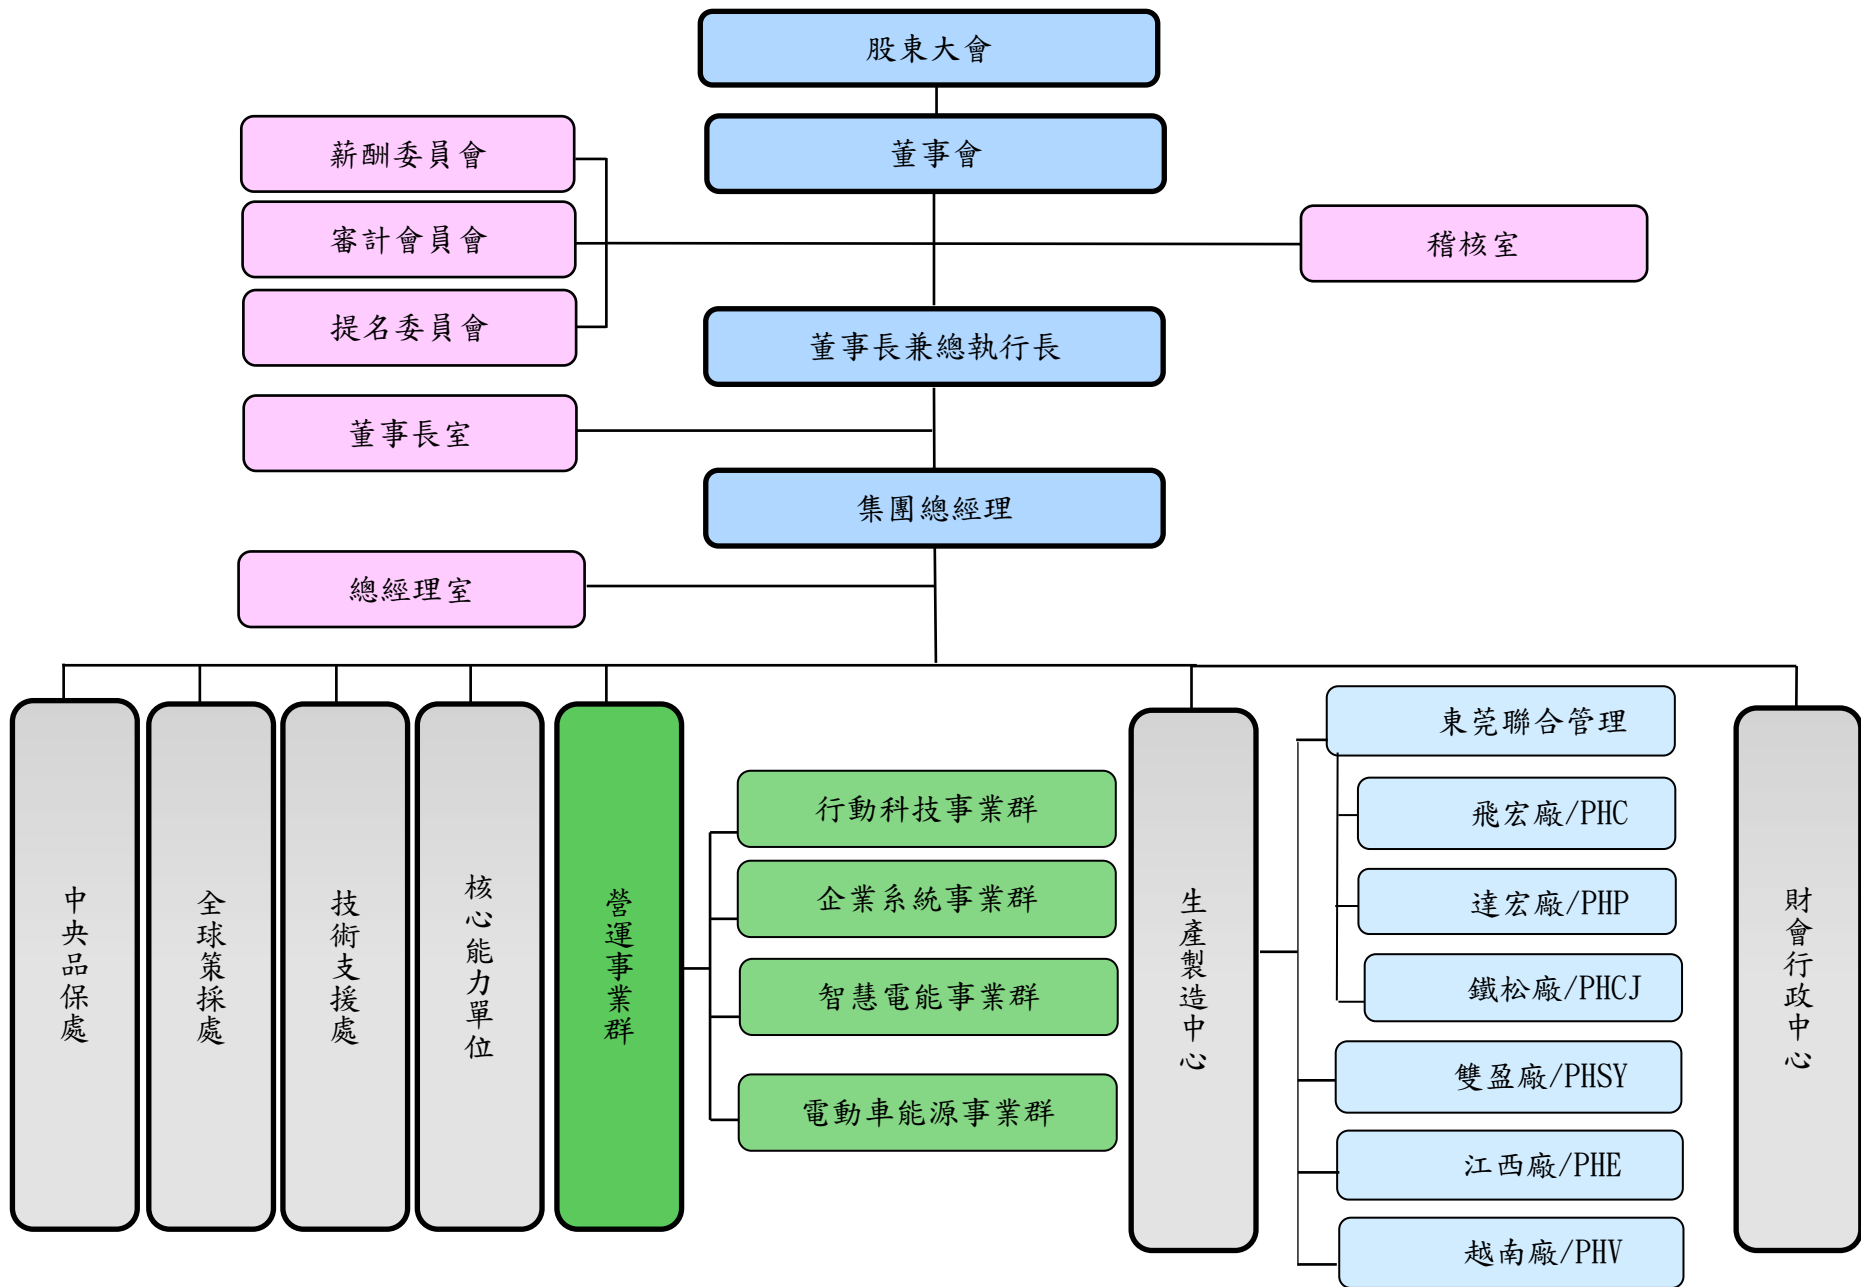 股東大會
董事會
薪酬委員會
審計會員會
提名委員會
稽核室
董事長兼總執行長
董事長室
集團總經理
總經理室
中央品保處
全球策採處
技術支援處
核心能力單位
營運事業群
行動科技事業群
企業系統事業群
智慧電能事業群
電動車能源事業群
生產製造中心
東莞聯合管理
飛宏廠/PHC
達宏廠/PHP
鐵松廠/PHCJ
雙盈廠/PHSY
江西廠/PHE
越南廠/PHV
財會行政中心